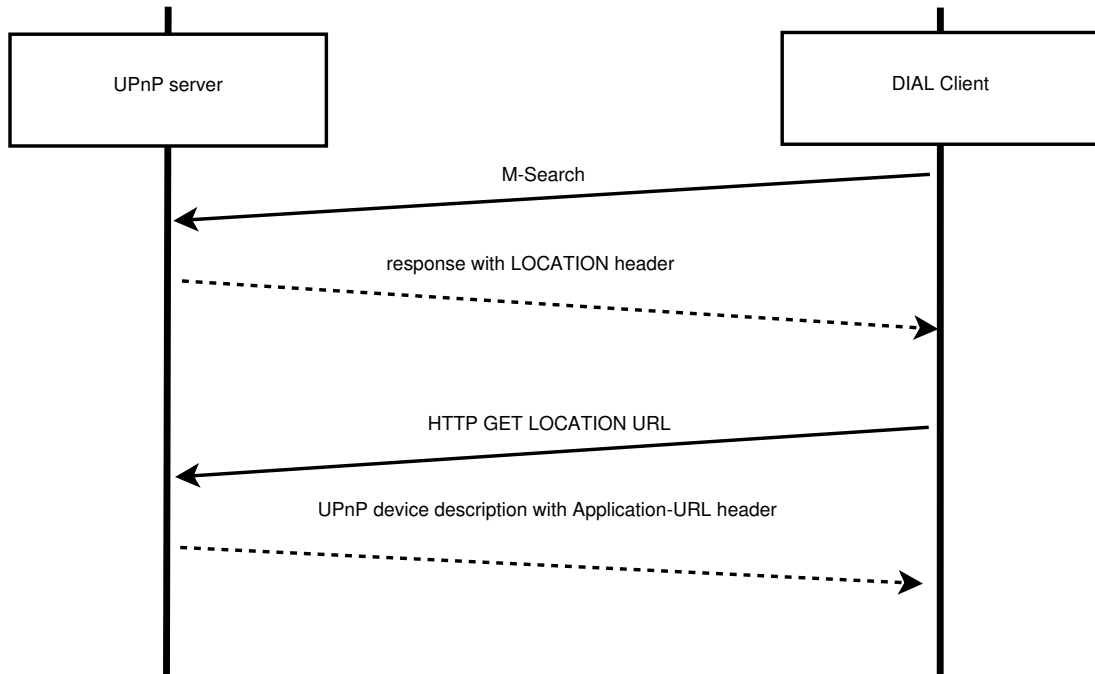 UPnP server
DIAL Client
M-Search
response with LOCATION header
HTTP GET LOCATION URL
UPnP device description with Application-URL header